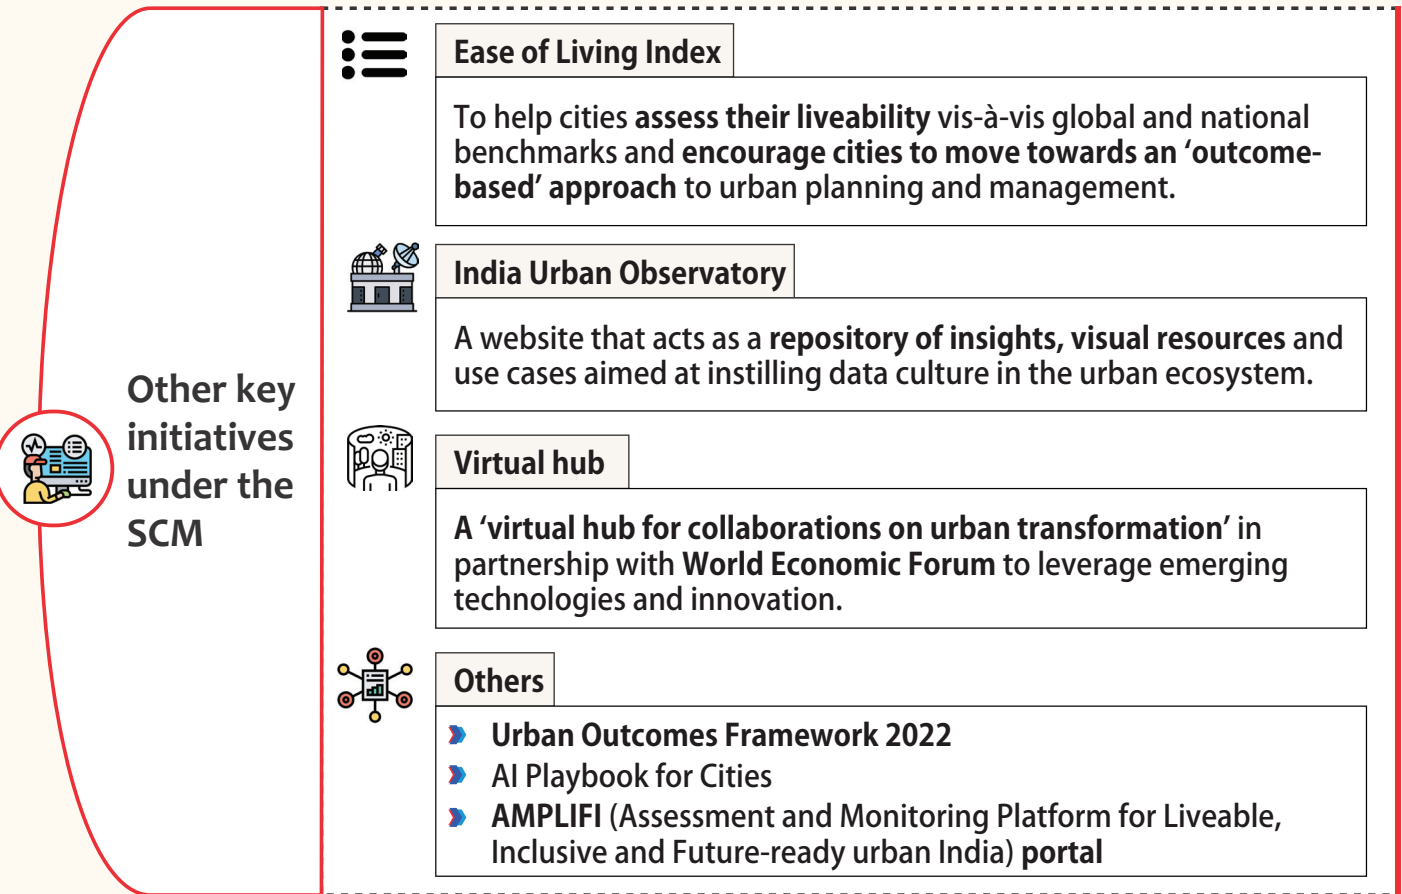 Other key
initiatives
under the
SCM
Ease of Living Index
To help cities assess their liveability vis-à-vis global and national
benchmarks and encourage cities to move towards an ‘outcome-
based’ approach to urban planning and management.
India Urban Observatory
A website that acts as a repository of insights, visual resources and
use cases aimed at instilling data culture in the urban ecosystem.
Virtual hub
A ‘virtual hub for collaborations on urban transformation’ in
partnership with World Economic Forum to leverage emerging
technologies and innovation.
Others
Urban Outcomes Framework 2022
AI Playbook for Cities
AMPLIFI (Assessment and Monitoring Platform for Liveable,
Inclusive and Future-ready urban India) portal